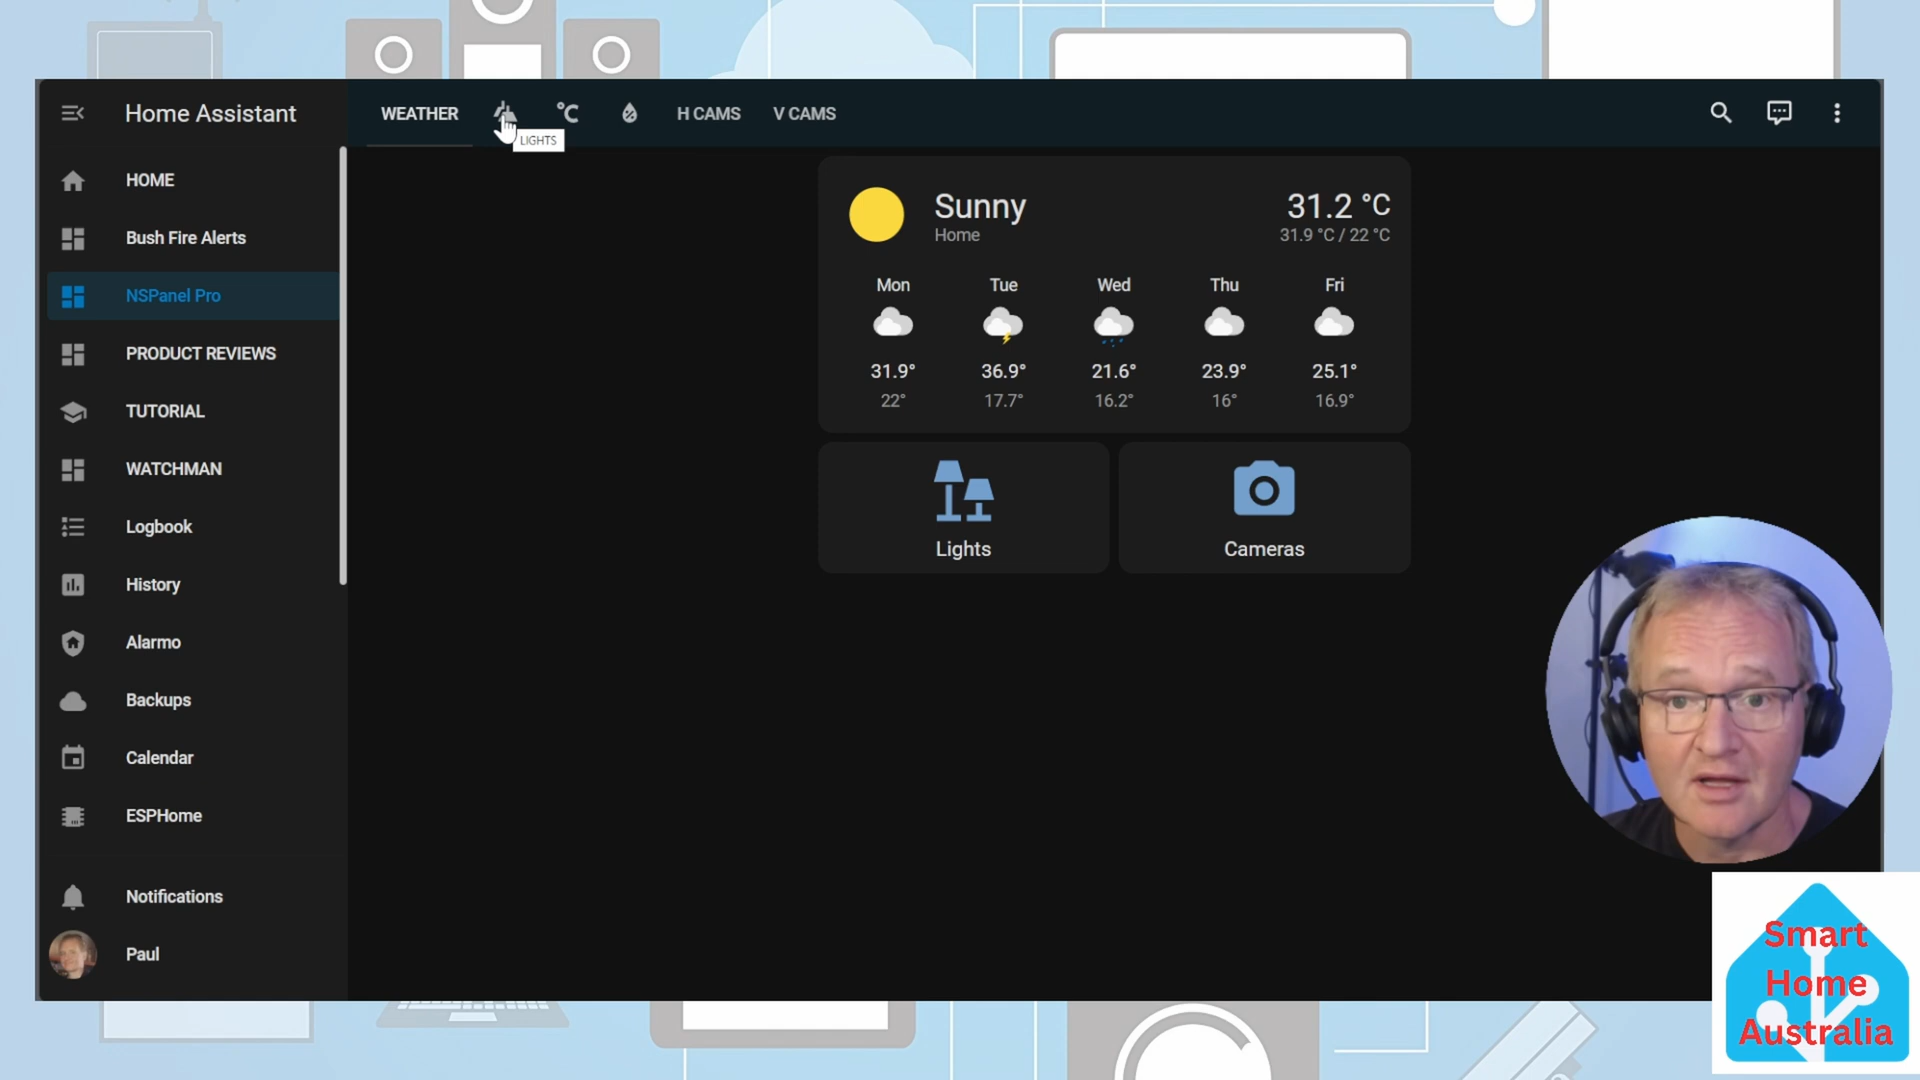 Home Assistant
WEATHER
°C
H CAMS
V CAMS
LIGHTS
HOME
Bush Fire Alerts
NSPanel Pro
PRODUCT REVIEWS
TUTORIAL
WATCHMAN
Logbook
History
Alarmo
Backups
Calendar
ESPHome
Notifications
Paul
Sunny
Home
31.2 °C
31.9 °C / 22 °C
Mon Tue Wed Thu Fri
31.9° 36.9° 21.6° 23.9° 25.1°
22° 17.7° 16.2° 16° 16.9°
Lights
Cameras
Smart
Home
Australia